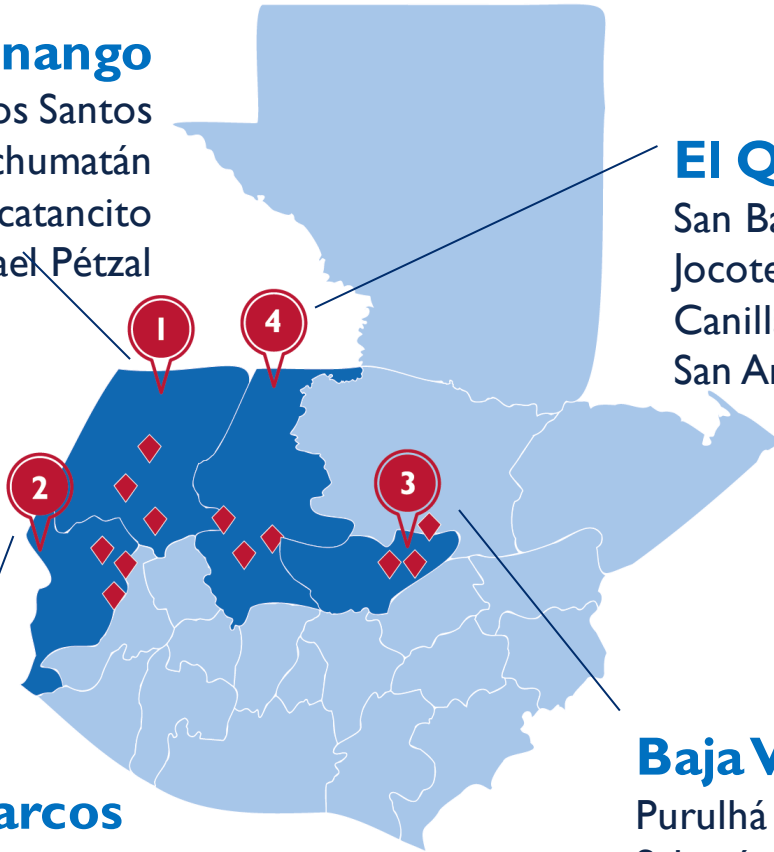 nango
os Santos
chumatán
catancito
ael Pétzal
El Q
San Ba
Jocote
Canill
San Ar
1
4
2
3
arcos
Baja V
Purulhá